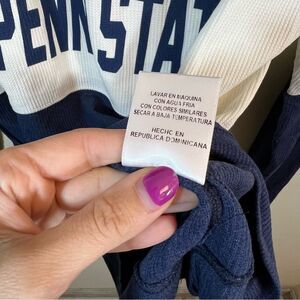 PENN STAT
LAVAR EN MAQUINA
CON AGUA FRIA
CON COLORES SIMILARES
SECAR A BAJA TEMPERATURA
HECHO EN
REPUBLICA DOMINICANA